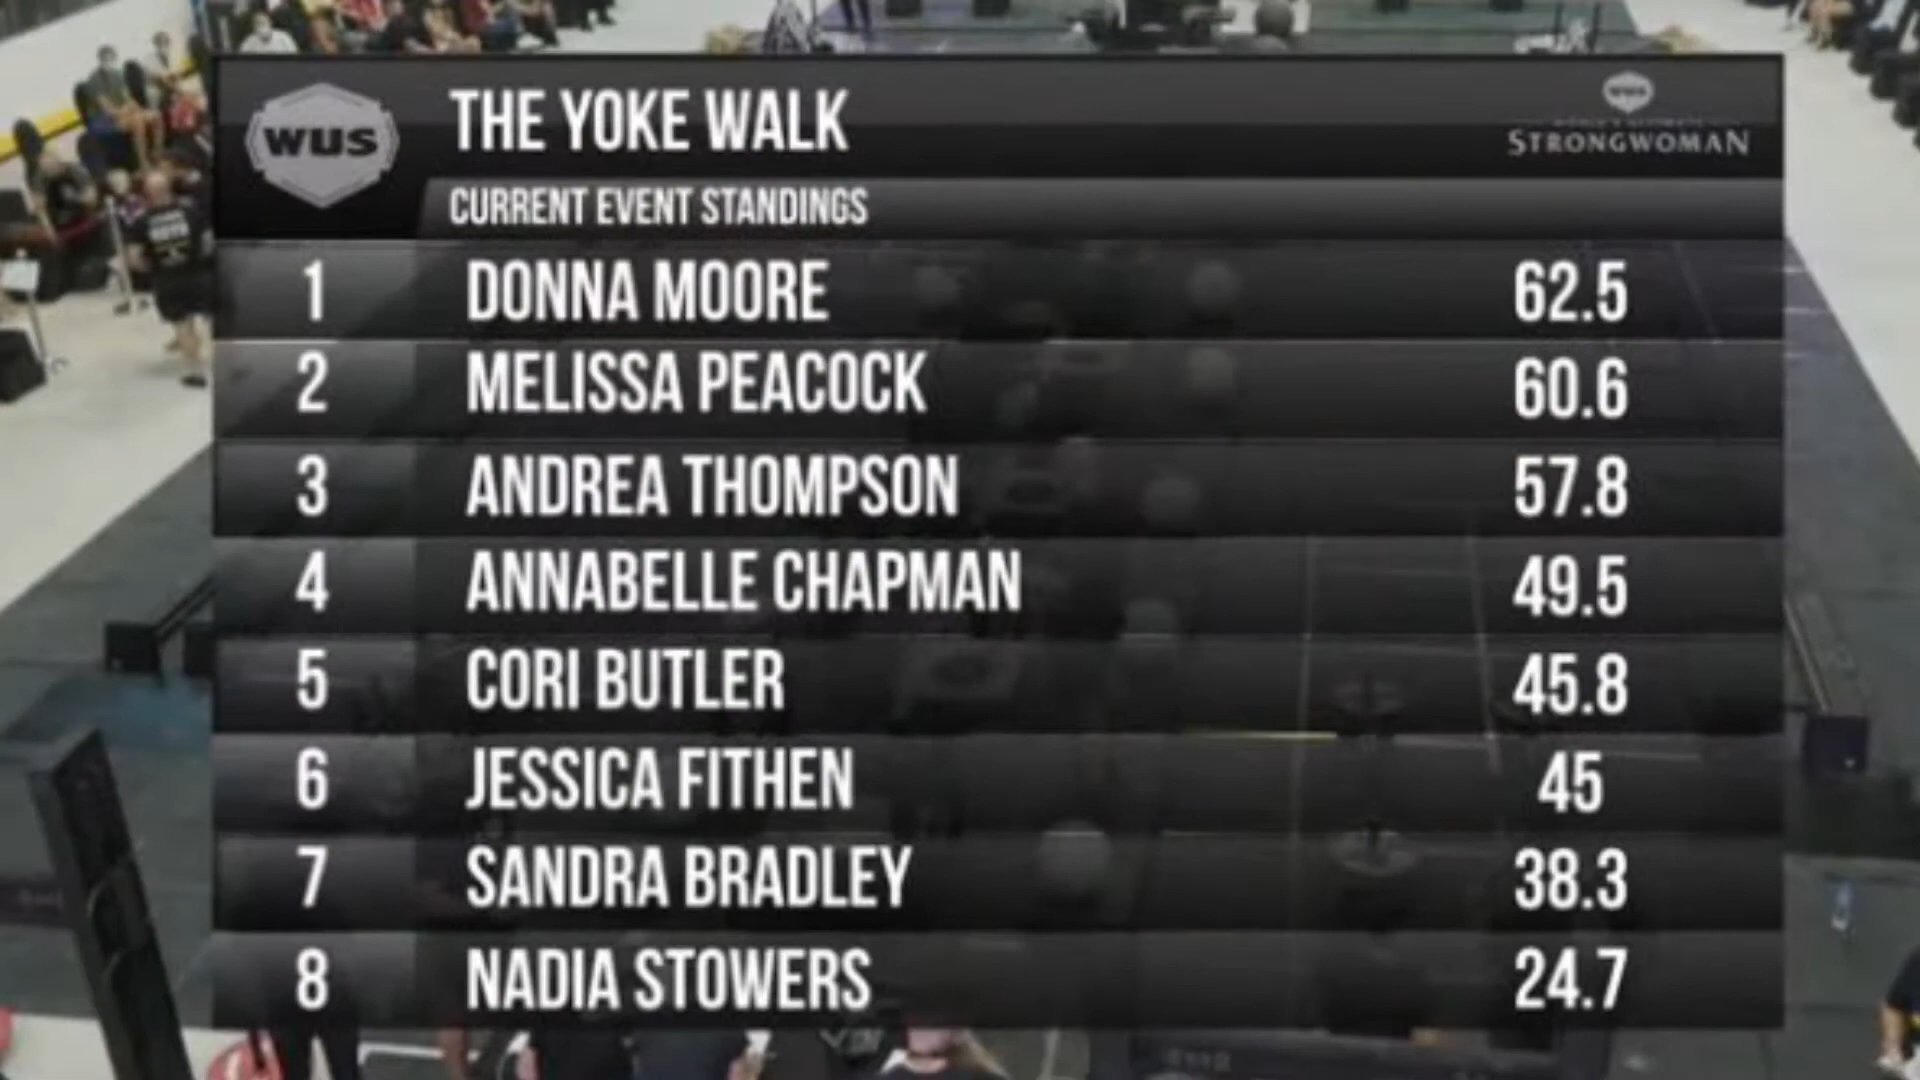 WUS
THE YOKE WALK
WUS
STRONGWOMAN
CURRENT EVENT STANDINGS
1 DONNA MOORE 62.5
2 MELISSA PEACOCK 60.6
3 ANDREA THOMPSON 57.8
4 ANNABELLE CHAPMAN 49.5
5 CORI BUTLER 45.8
6 JESSICA FITHEN 45
7 SANDRA BRADLEY 38.3
8 NADIA STOWERS 24.7